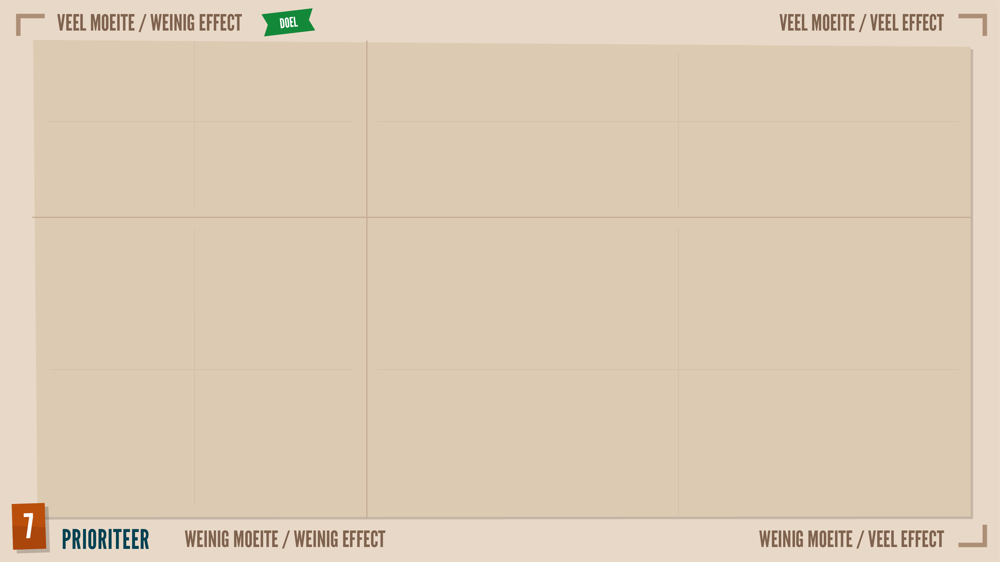 VEEL MOEITE / WEINIG EFFECT
DOEL
VEEL MOEITE / VEEL EFFECT
7
PRIORITEER
WEINIG MOEITE / WEINIG EFFECT
WEINIG MOEITE / VEEL EFFECT